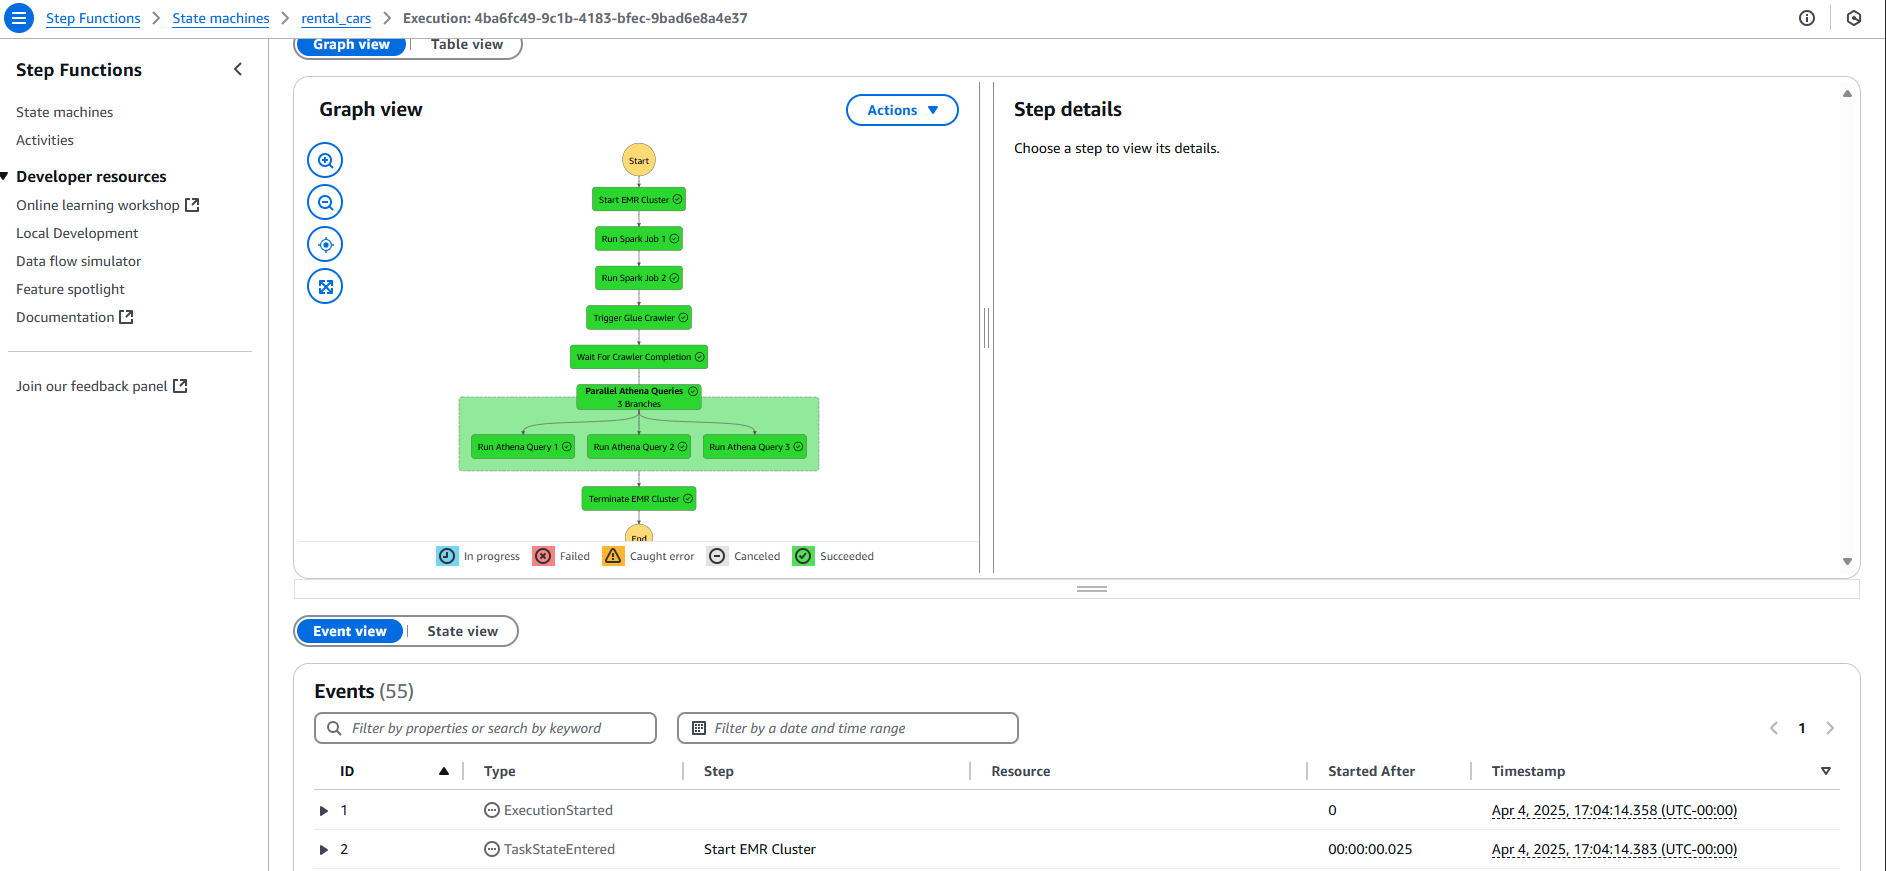 Step Functions
State machines
rental_cars
Execution: 4ba6fc49-9c1b-4183-bfec-9bad6e8a4e37
Step Functions
State machines
Activities
Developer resources
Online learning workshop
Local Development
Data flow simulator
Feature spotlight
Documentation
Join our feedback panel
Graph view
Table view
Graph view
Actions
Start
Start EMR Cluster
Run Spark Job 1
Run Spark Job 2
Trigger Glue Crawler
Wait For Crawler Completion
Parallel Athena Queries
3 Branches
Run Athena Query 1
Run Athena Query 2
Run Athena Query 3
Terminate EMR Cluster
End
In progress
Failed
Caught error
Canceled
Succeeded
Step details
Choose a step to view its details.
Event view
State view
Events (55)
Filter by properties or search by keyword
Filter by a date and time range
1
ID Type Step Resource Started After Timestamp
1 ExecutionStarted 0 Apr 4, 2025, 17:04:14.358 (UTC-00:00)
2 TaskStateEntered Start EMR Cluster 00:00:00.025 Apr 4, 2025, 17:04:14.383 (UTC-00:00)